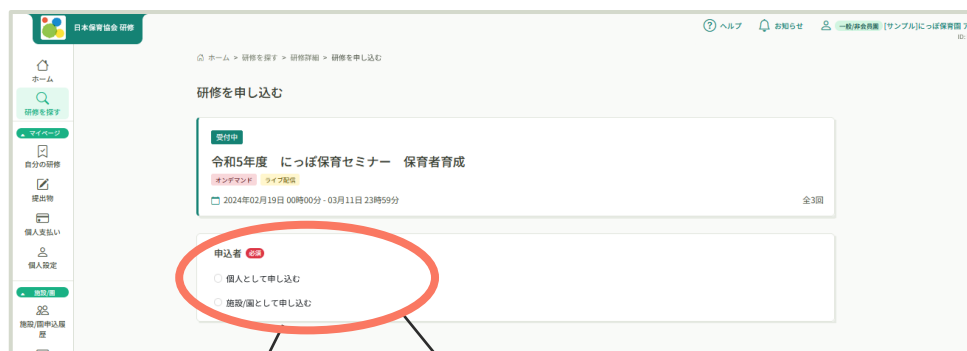 日本保育協会 研修
ヘルプ
お知らせ
一般/非会員園 [サンプル]にっぽ保育園
ID:
ホーム
研修を探す
マイページ
自分の研修
提出物
個人支払い
個人設定
施設/園
施設/園申込履
歴
ホーム > 研修を探す > 研修詳細 > 研修を申し込む
研修を申し込む
受付中
令和5年度 にっぽ保育セミナー 保育者育成
オンデマンド ライブ配信
2024年02月19日 00時00分 - 03月11日 23時59分
全3回
申込者 必須
個人として申し込む
施設/園として申し込む